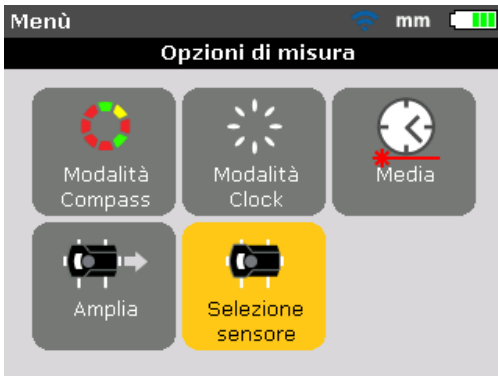 Menù mm
Opzioni di misura
Modalità Compass
Modalità Clock
Media
Amplia
Selezione sensore